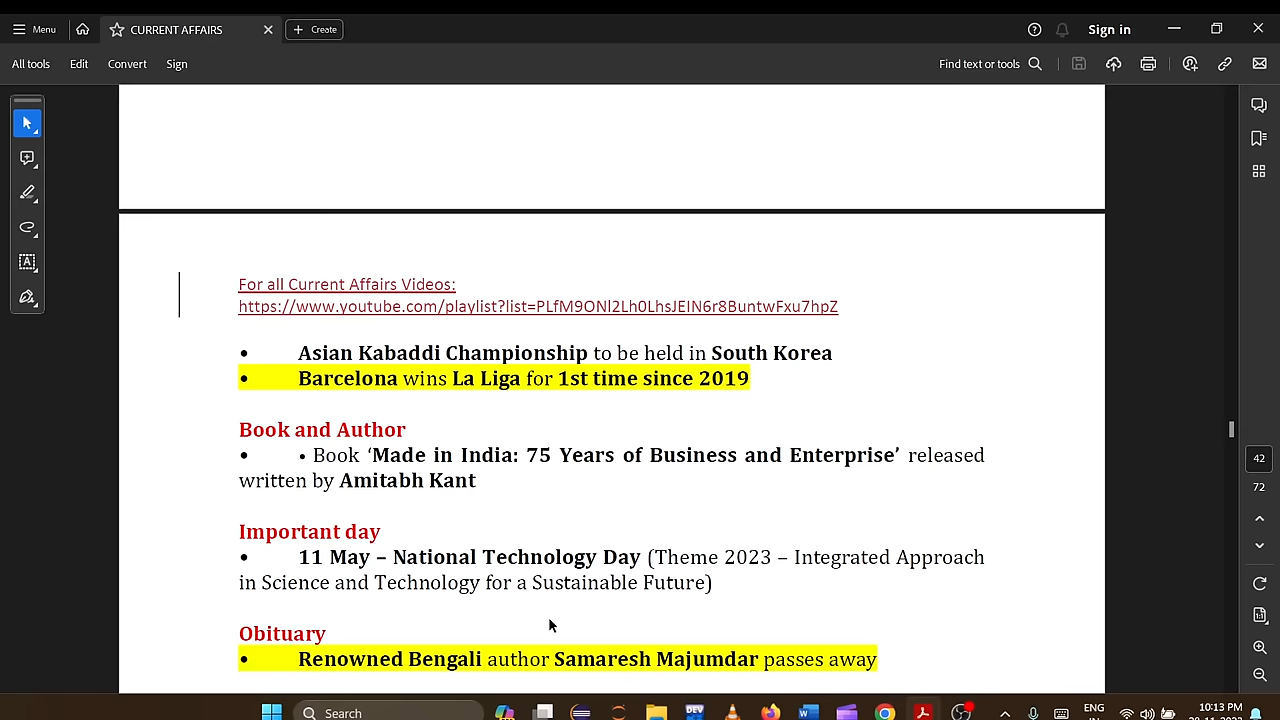 Menu
CURRENT AFFAIRS
Create
Sign in
All tools
Edit
Convert
Sign
Find text or tools
For all Current Affairs Videos:
https://www.youtube.com/playlist?list=PLfM9ONl2Lh0LhsJEIN6r8BuntwFxu7hpZ
• Asian Kabaddi Championship to be held in South Korea
• Barcelona wins La Liga for 1st time since 2019
Book and Author
• • Book ‘Made in India: 75 Years of Business and Enterprise’ released
written by Amitabh Kant
Important day
• 11 May – National Technology Day (Theme 2023 – Integrated Approach
in Science and Technology for a Sustainable Future)
Obituary
• Renowned Bengali author Samaresh Majumdar passes away
42
72
Search
DEV
ENG
IN
10:13 PM